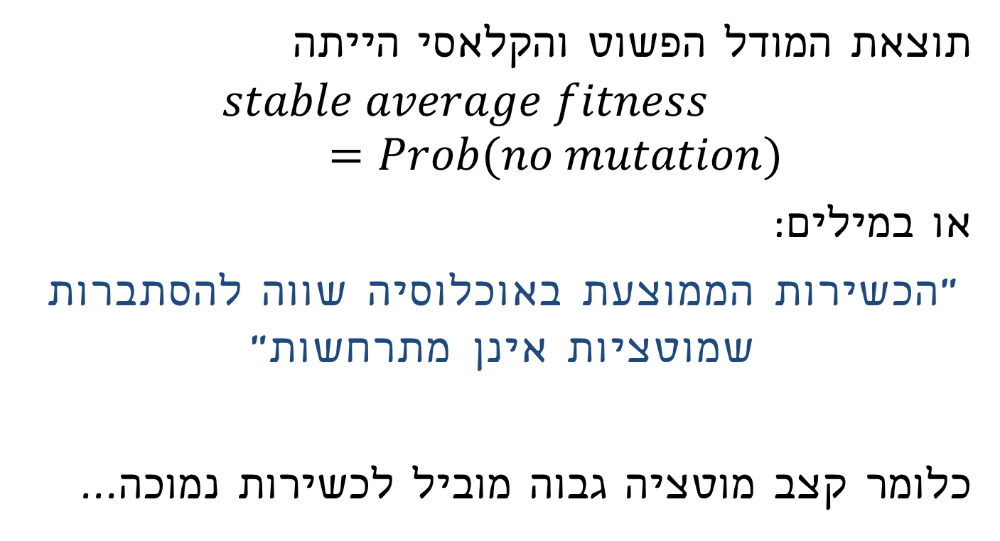 תוצאת המודל הפשוט והקלאסי הייתה
stable average fitness
= Prob(no mutation)
או במילים:
"הכשירות הממוצעת באוכלוסיה שווה להסתברות
שמוטציות אינן מתרחשות"
כלומר קצב מוטציה גבוה מוביל לכשירות נמוכה...